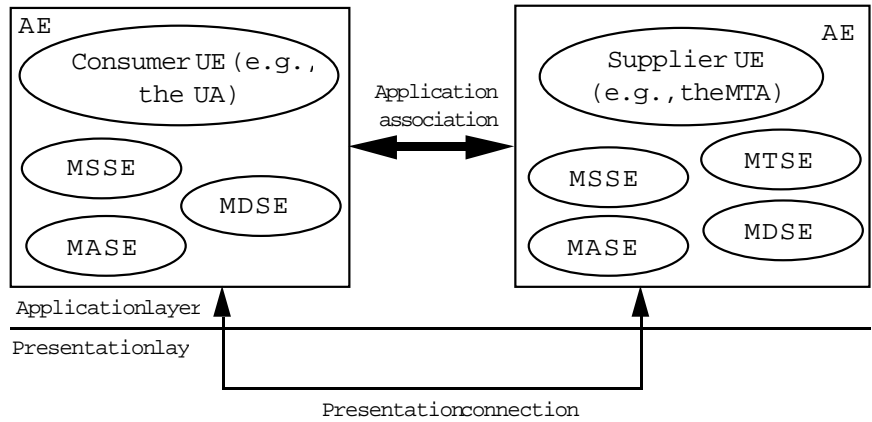 AE
Consumer UE (e.g.,
the UA)
MSSE
MDSE
MASE
Application
association
AE
Supplier UE
(e.g., theMTA)
MSSE
MTSE
MASE
MDSE
Applicationlayer
Presentationlay
Presentationconnection